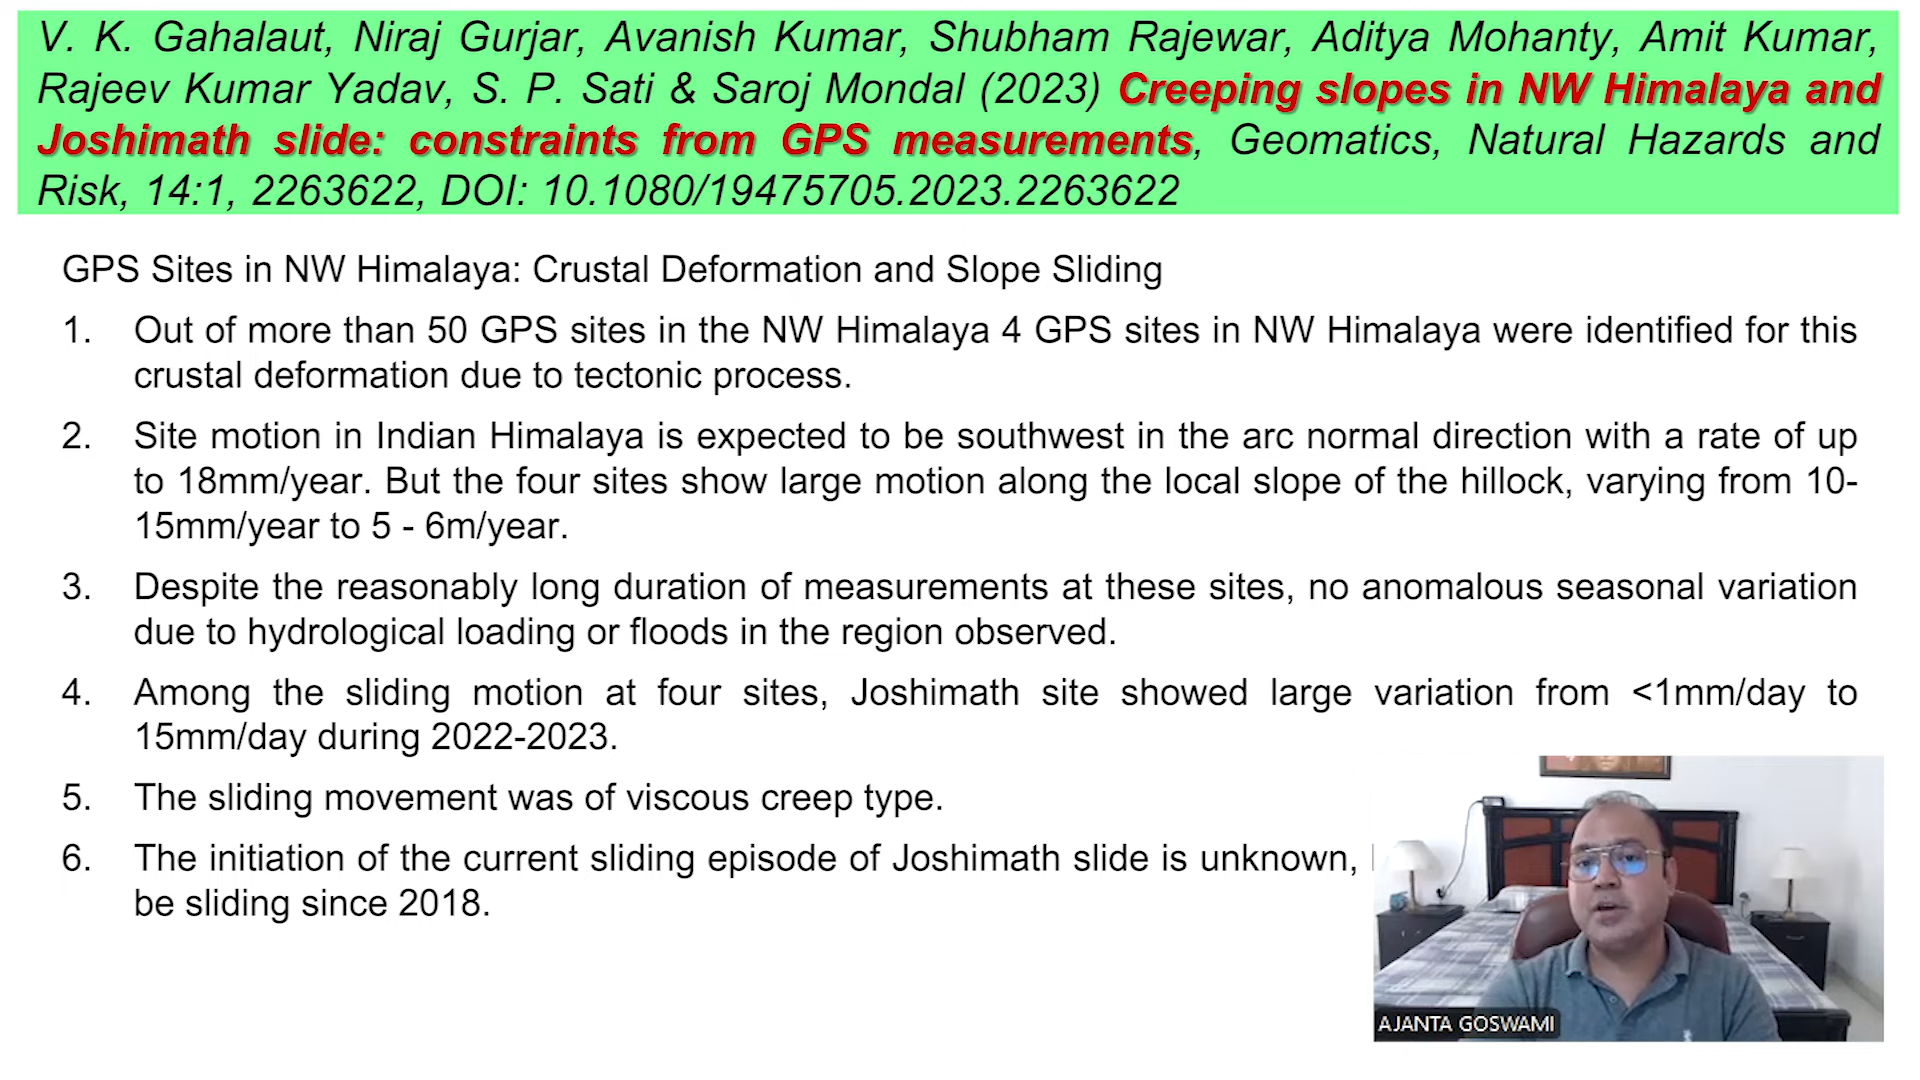 V. K. Gahalaut, Niraj Gurjar, Avanish Kumar, Shubham Rajewar, Aditya Mohanty, Amit Kumar,
Rajeev Kumar Yadav, S. P. Sati & Saroj Mondal (2023) Creeping slopes in NW Himalaya and
Joshimath slide: constraints from GPS measurements, Geomatics, Natural Hazards and
Risk, 14:1, 2263622, DOI: 10.1080/19475705.2023.2263622
GPS Sites in NW Himalaya: Crustal Deformation and Slope Sliding
1. Out of more than 50 GPS sites in the NW Himalaya 4 GPS sites in NW Himalaya were identified for this
crustal deformation due to tectonic process.
2. Site motion in Indian Himalaya is expected to be southwest in the arc normal direction with a rate of up
to 18mm/year. But the four sites show large motion along the local slope of the hillock, varying from 10-
15mm/year to 5 - 6m/year.
3. Despite the reasonably long duration of measurements at these sites, no anomalous seasonal variation
due to hydrological loading or floods in the region observed.
4. Among the sliding motion at four sites, Joshimath site showed large variation from <1mm/day to
15mm/day during 2022-2023.
5. The sliding movement was of viscous creep type.
6. The initiation of the current sliding episode of Joshimath slide is unknown,
be sliding since 2018.
AJANTA GOSWAMI